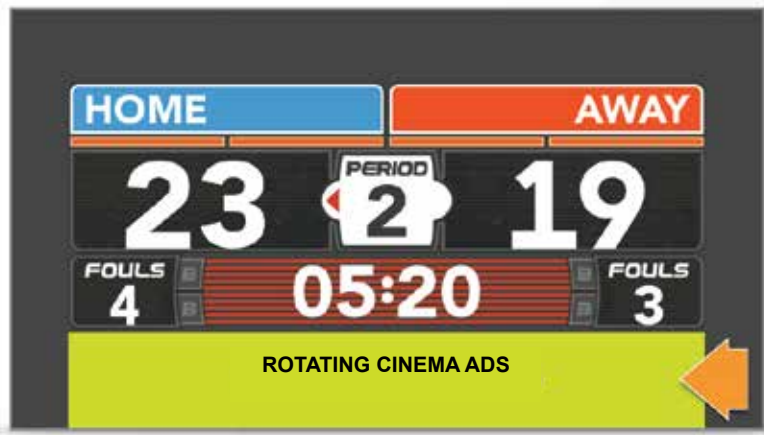 HOME AWAY
23 PERIOD 19
2
FOULS 05:20 FOULS
4 B B 3
B B
ROTATING CINEMA ADS